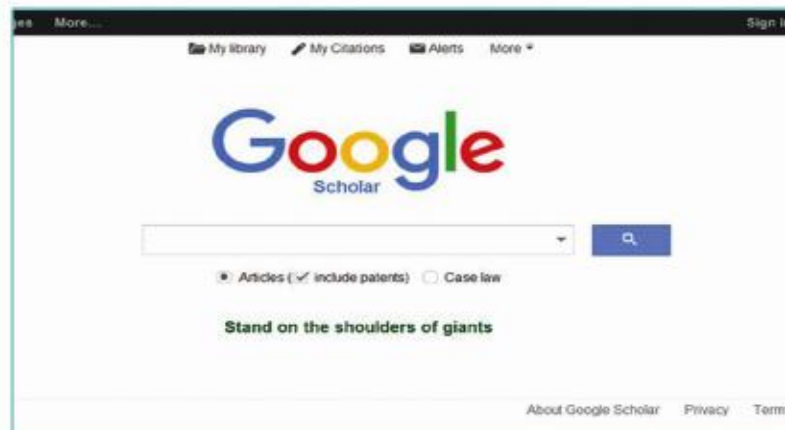 More...
My library My Citations Alerts More
Google
Scholar
Articles (include patents) Case law
Stand on the shoulders of giants
About Google Scholar Privacy